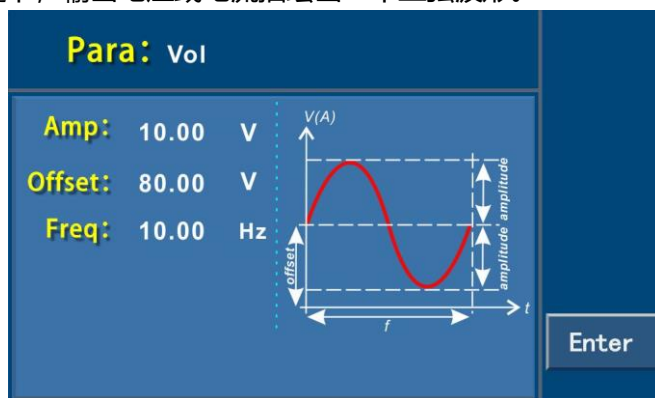 Para: Vol
Amp: 10.00 V
Offset: 80.00 V
Freq: 10.00 Hz
V(A)
amplitude
amplitude
offset
t
f
Enter